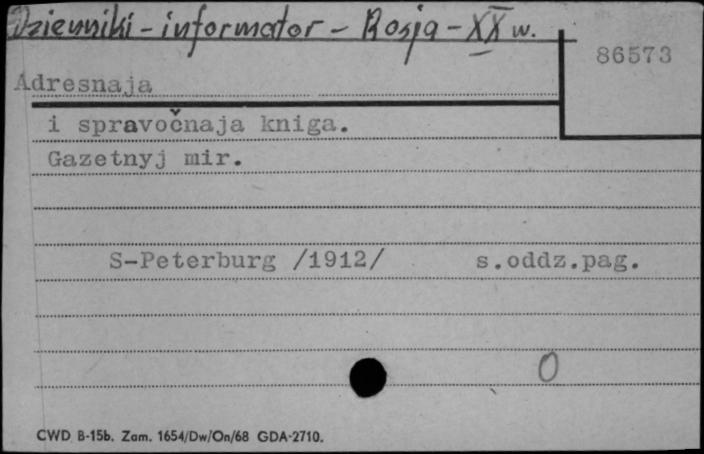 Dzienniki - informator - Rosja - XX w.
86573
Adresnaja
i spravočnaja kniga.
Gazetnyj mir.
S-Peterburg /1912/ s.oddz.pag.
0
CWD B-15b. Zam. 1654/Dw/On/68 GDA-2710.